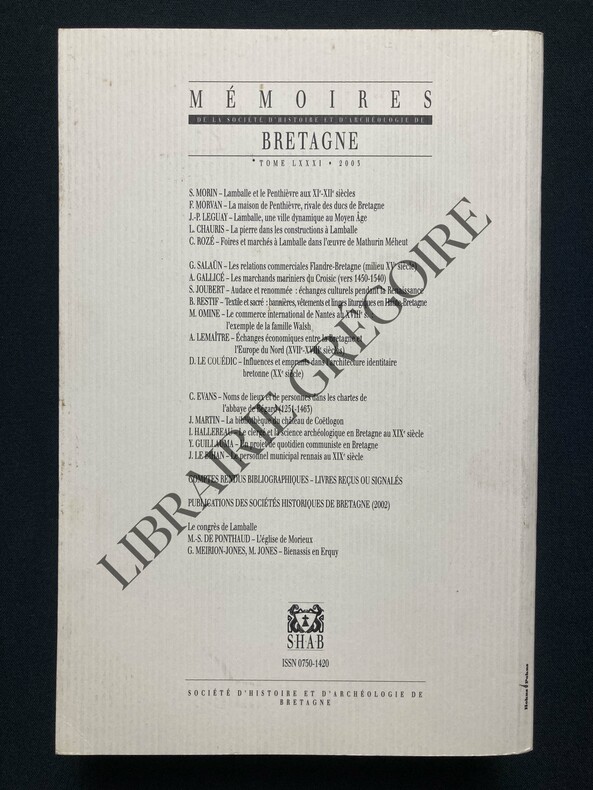 MÉMOIRES
DE LA SOCIÉTÉ D'HISTOIRE ET D'ARCHÉOLOGIE DE
BRETAGNE
TOME LXXXI • 2003
S. MORIN – Lamballe et le Penthièvre aux XIe-XIIe siècles
F. MORVAN – La maison de Penthièvre, rivale des ducs de Bretagne
J.-P. LEGUAY – Lamballe, une ville dynamique au Moyen Âge
L. CHAURIS – La pierre dans les constructions à Lamballe
C. ROZÉ – Foires et marchés à Lamballe dans l'œuvre de Mathurin Méheut
G. SALAÜN – Les relations commerciales Flandre-Bretagne (milieu XVe siècle)
A. GALLICÉ – Les marchands mariniers du Croisic (vers 1450-1540)
S. JOUBERT – Audace et renommée : échanges culturels pendant la Renaissance
B. RESTIF – Textile et sacré : bannières, vêtements et linges liturgiques en Haute-Bretagne
M. OMINE – Le commerce international de Nantes au XVIIIe s.
l'exemple de la famille Walsh
A. LEMAÎTRE – Échanges économiques entre la Bretagne et
l'Europe du Nord (XVIIe-XVIIIe siècles)
D. LE COUÉDIC – Influences et emprunts dans l'architecture identitaire
bretonne (XXe siècle)
C. EVANS – Noms de lieux et de personnes dans les chartes de
l'abbaye de Bégard (1251-1463)
J. MARTIN – La bibliothèque du château de Coëtlogon
I. HALLEREAU – Le clergé et la science archéologique en Bretagne au XIXe siècle
Y. GUILLAUMA – Un projet de quotidien communiste en Bretagne
J. LE BIHAN – Le personnel municipal rennais au XIXe siècle
COMPTES RENDUS BIBLIOGRAPHIQUES – LIVRES REÇUS OU SIGNALÉS
PUBLICATIONS DES SOCIÉTÉS HISTORIQUES DE BRETAGNE (2002)
Le congrès de Lamballe
M.-S. DE PONTHAUD – L'église de Morieux
G. MEIRION-JONES, M. JONES – Bienassis en Erquy
SHAB
ISSN 0750-1420
SOCIÉTÉ D'HISTOIRE ET D'ARCHÉOLOGIE DE
BRETAGNE
LIBRAIRIE GRÉGOIRE